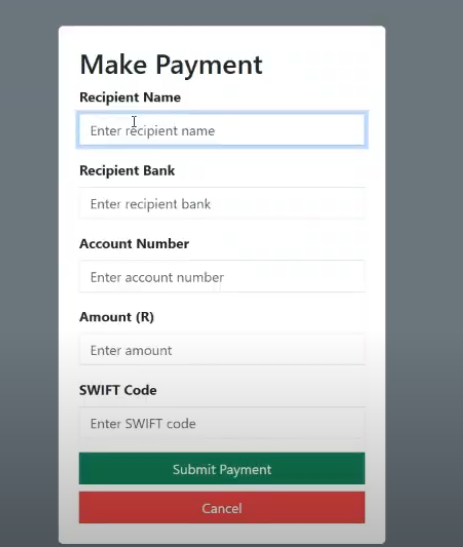 Make Payment
Recipient Name
Enter recipient name
Recipient Bank
Enter recipient bank
Account Number
Enter account number
Amount (R)
Enter amount
SWIFT Code
Enter SWIFT code
Submit Payment
Cancel